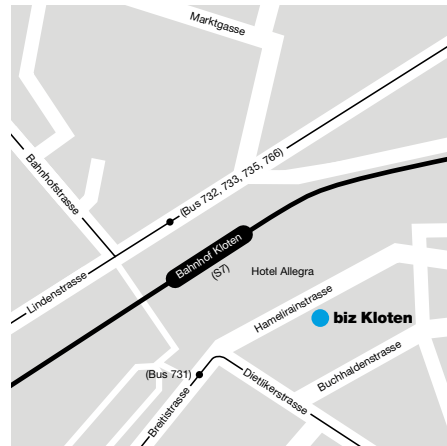 Marktgasse
Bahnhofstrasse
(Bus 732, 733, 735, 766)
Lindenstrasse
Bahnhof Kloten
(S7)
Hotel Allegra
Hamelirainstrasse
biz Kloten
Buchhaldenstrasse
(Bus 731)
Dietlikerstrasse
Breitistrasse